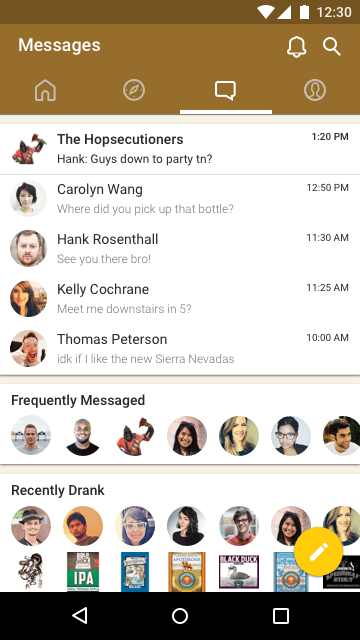 12:30
Messages
The Hopsecutioners
1:20 PM
Hank: Guys down to party tn?
Carolyn Wang
12:50 PM
Where did you pick up that bottle?
Hank Rosenthall
11:30 AM
See you there bro!
Kelly Cochrane
11:25 AM
Meet me downstairs in 5?
Thomas Peterson
10:00 AM
idk if I like the new Sierra Nevadas
Frequently Messaged
Recently Drank
IPA
BLACK DUCK